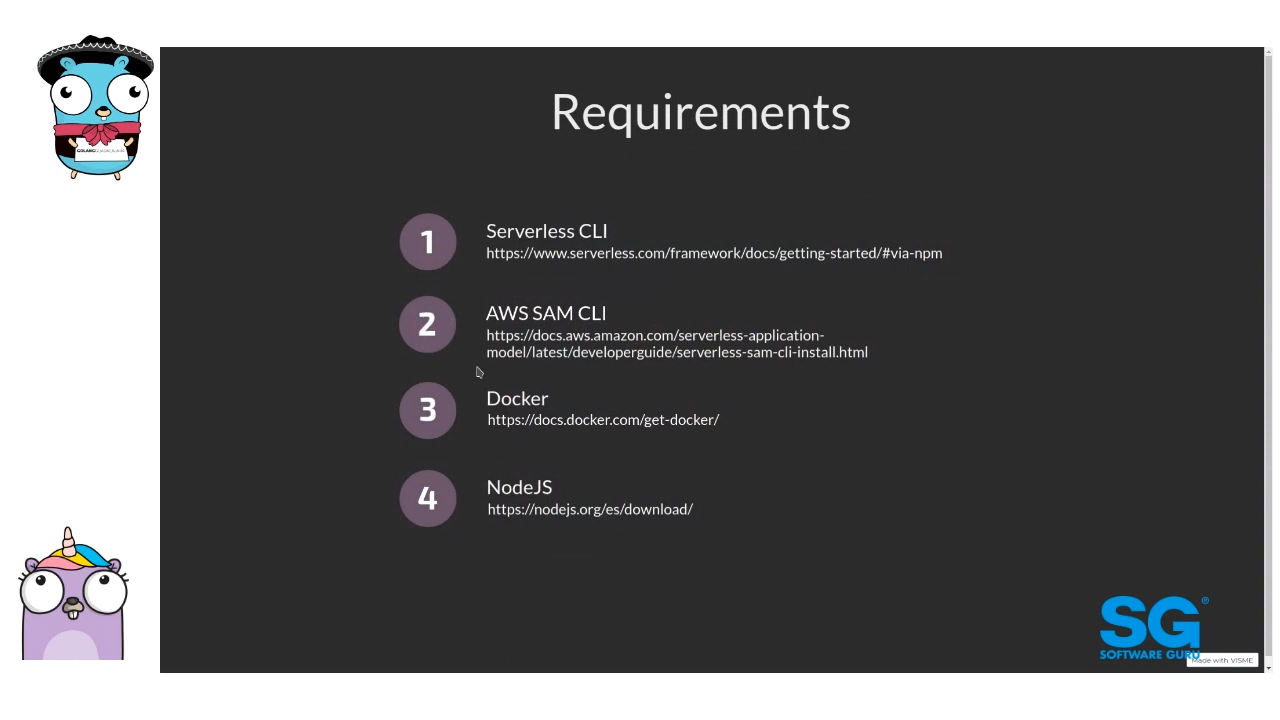 Requirements
1
Serverless CLI
https://www.serverless.com/framework/docs/getting-started/#via-npm
2
AWS SAM CLI
https://docs.aws.amazon.com/serverless-application-
model/latest/developerguide/serverless-sam-cli-install.html
3
Docker
https://docs.docker.com/get-docker/
4
NodeJS
https://nodejs.org/es/download/
SG®
SOFTWARE GURU
Made with VISME